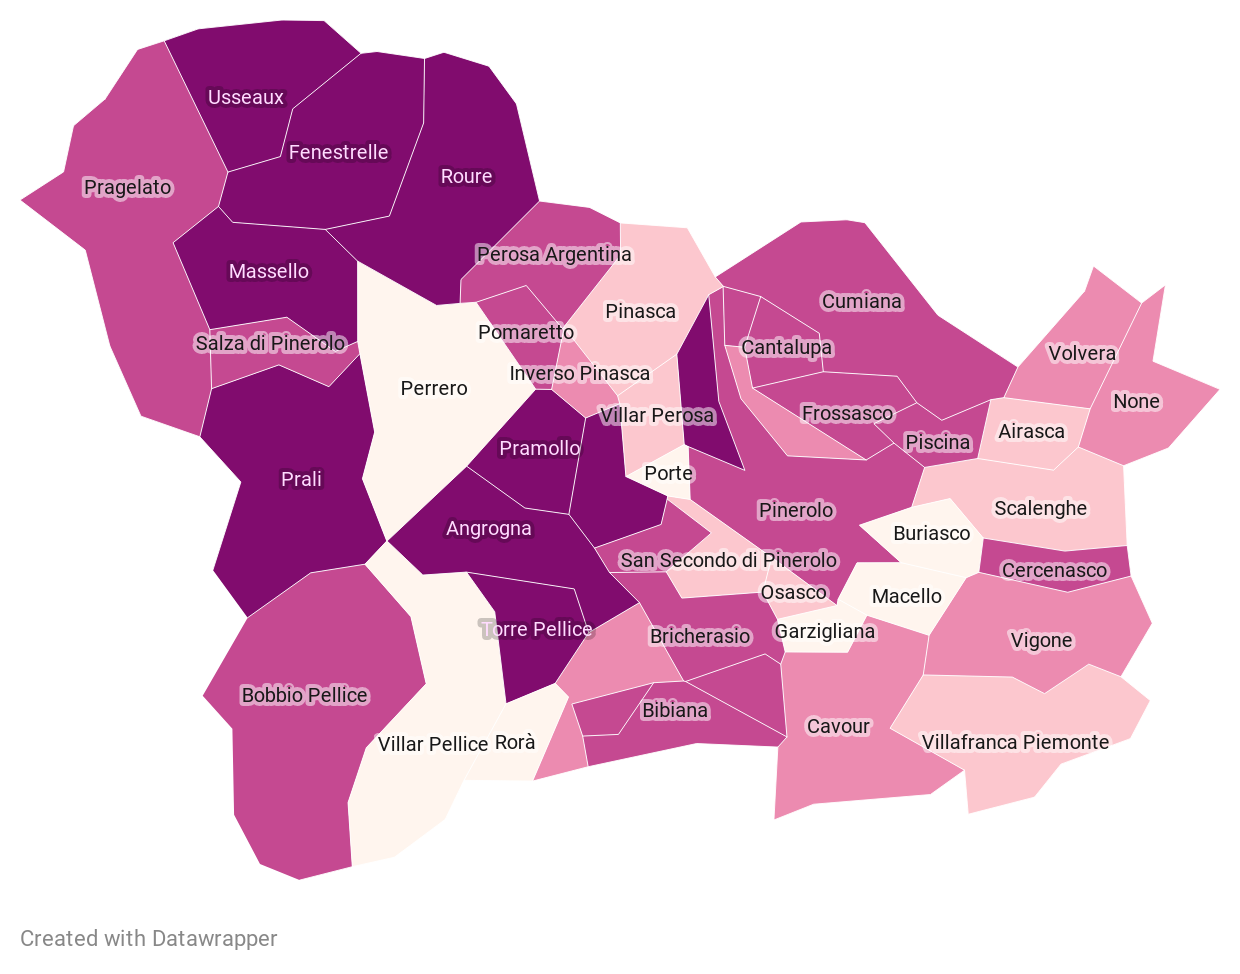 Usseaux
Fenestrelle
Roure
Pragelato
Perosa Argentina
Massello
Cumiana
Pinasca
Pomaretto
Salza di Pinerolo
Cantalupa
Volvera
Inverso Pinasca
Perrero
None
Villar Perosa
Frossasco
Airasca
Piscina
Pramollo
Porte
Prali
Scalenghe
Pinerolo
Angrogna
Buriasco
San Secondo di Pinerolo
Cercenasco
Osasco
Macello
Torre Pellice
Garzigliana
Bricherasio
Vigone
Bobbio Pellice
Bibiana
Cavour
Villar Pellice
Rorà
Villafranca Piemonte
Created with Datawrapper